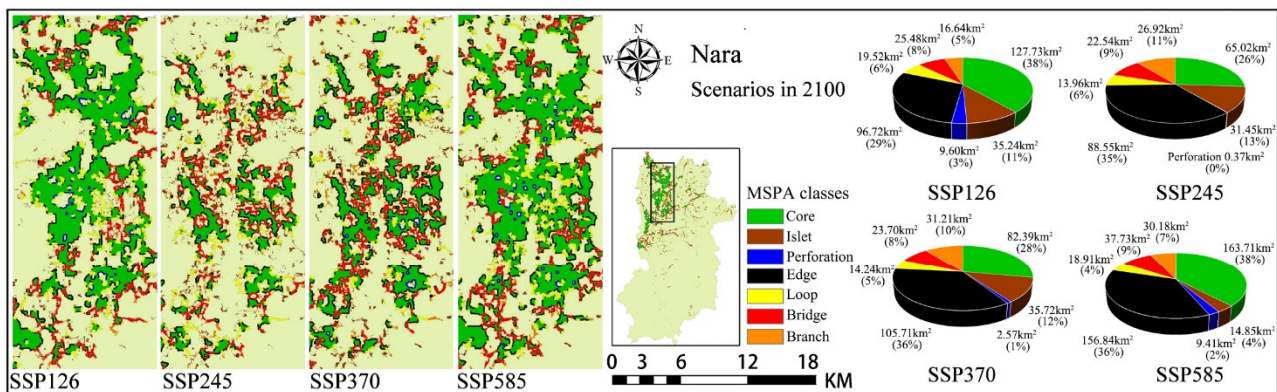 SSP126
SSP245
SSP370
SSP585
N
W
E
S
Nara
Scenarios in 2100
MSPA classes
Core
Islet
Perforation
Edge
Loop
Bridge
Branch
0 1.53 6 12 18
KM
16.64km²
(5%)
25.48km²
(8%)
19.52km²
(6%)
127.73km²
(38%)
96.72km²
(29%)
9.60km²
(3%)
35.24km²
(11%)
SSP126
26.92km²
(11%)
22.54km²
(9%)
13.96km²
(6%)
65.02km²
(26%)
88.55km²
(35%)
31.45km²
(13%)
Perforation 0.37km²
(0%)
SSP245
31.21km²
(10%)
23.70km²
(8%)
14.24km²
(5%)
82.39km²
(28%)
105.71km²
(36%)
2.57km²
(1%)
35.72km²
(12%)
SSP370
30.18km²
(7%)
37.73km²
(9%)
18.91km²
(4%)
163.71km²
(38%)
156.84km²
(36%)
9.41km²
(2%)
14.85km²
(4%)
SSP585